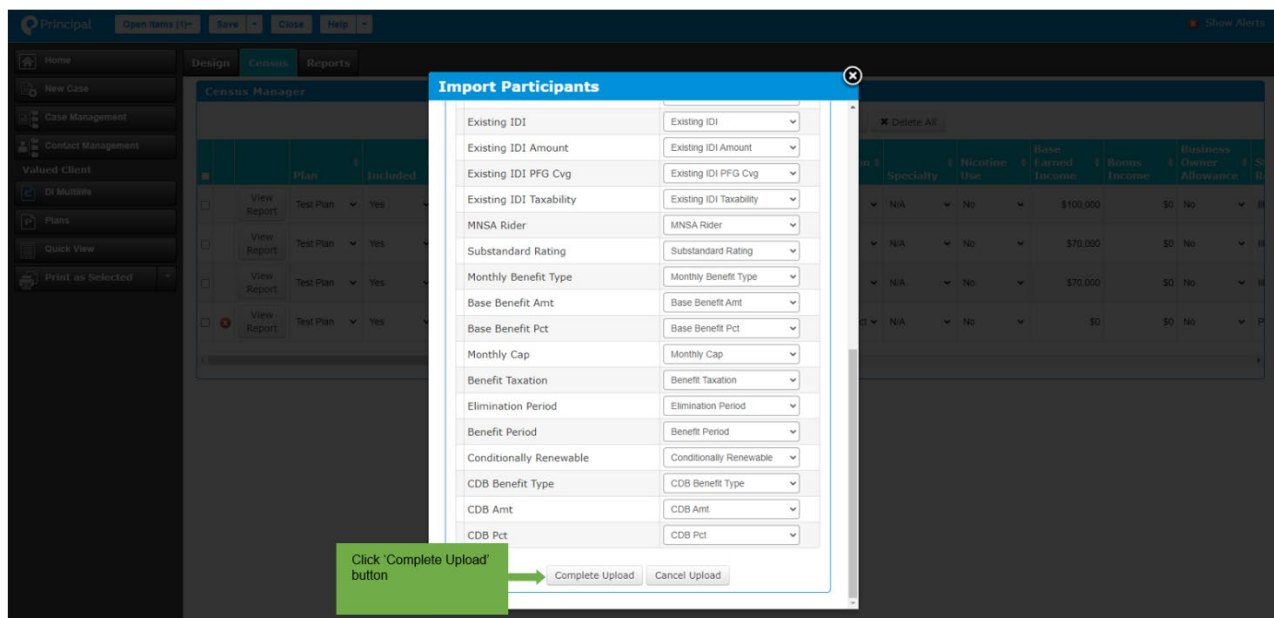 Principal
Open Items (1)
Save
Close
Help
Show Alerts
Home
New Case
Case Management
Contact Management
Valued Client
DI Multilife
Plans
Quick View
Print as Selected
Design
Census
Reports
Census Manager
Delete All
Plan
Included
Specialty
Nicotine Use
Base Earned Income
Bonus Income
Business Owner Allowance
View Report Test Plan Yes N/A No $100,000 $0 No
View Report Test Plan Yes N/A No $70,000 $0 No
View Report Test Plan Yes N/A No $70,000 $0 No
View Report Test Plan Yes N/A No $0 $0 No
Import Participants
Existing IDI Existing IDI
Existing IDI Amount Existing IDI Amount
Existing IDI PFG Cvg Existing IDI PFG Cvg
Existing IDI Taxability Existing IDI Taxability
MNSA Rider MNSA Rider
Substandard Rating Substandard Rating
Monthly Benefit Type Monthly Benefit Type
Base Benefit Amt Base Benefit Amt
Base Benefit Pct Base Benefit Pct
Monthly Cap Monthly Cap
Benefit Taxation Benefit Taxation
Elimination Period Elimination Period
Benefit Period Benefit Period
Conditionally Renewable Conditionally Renewable
CDB Benefit Type CDB Benefit Type
CDB Amt CDB Amt
CDB Pct CDB Pct
Click ‘Complete Upload’
button
Complete Upload
Cancel Upload